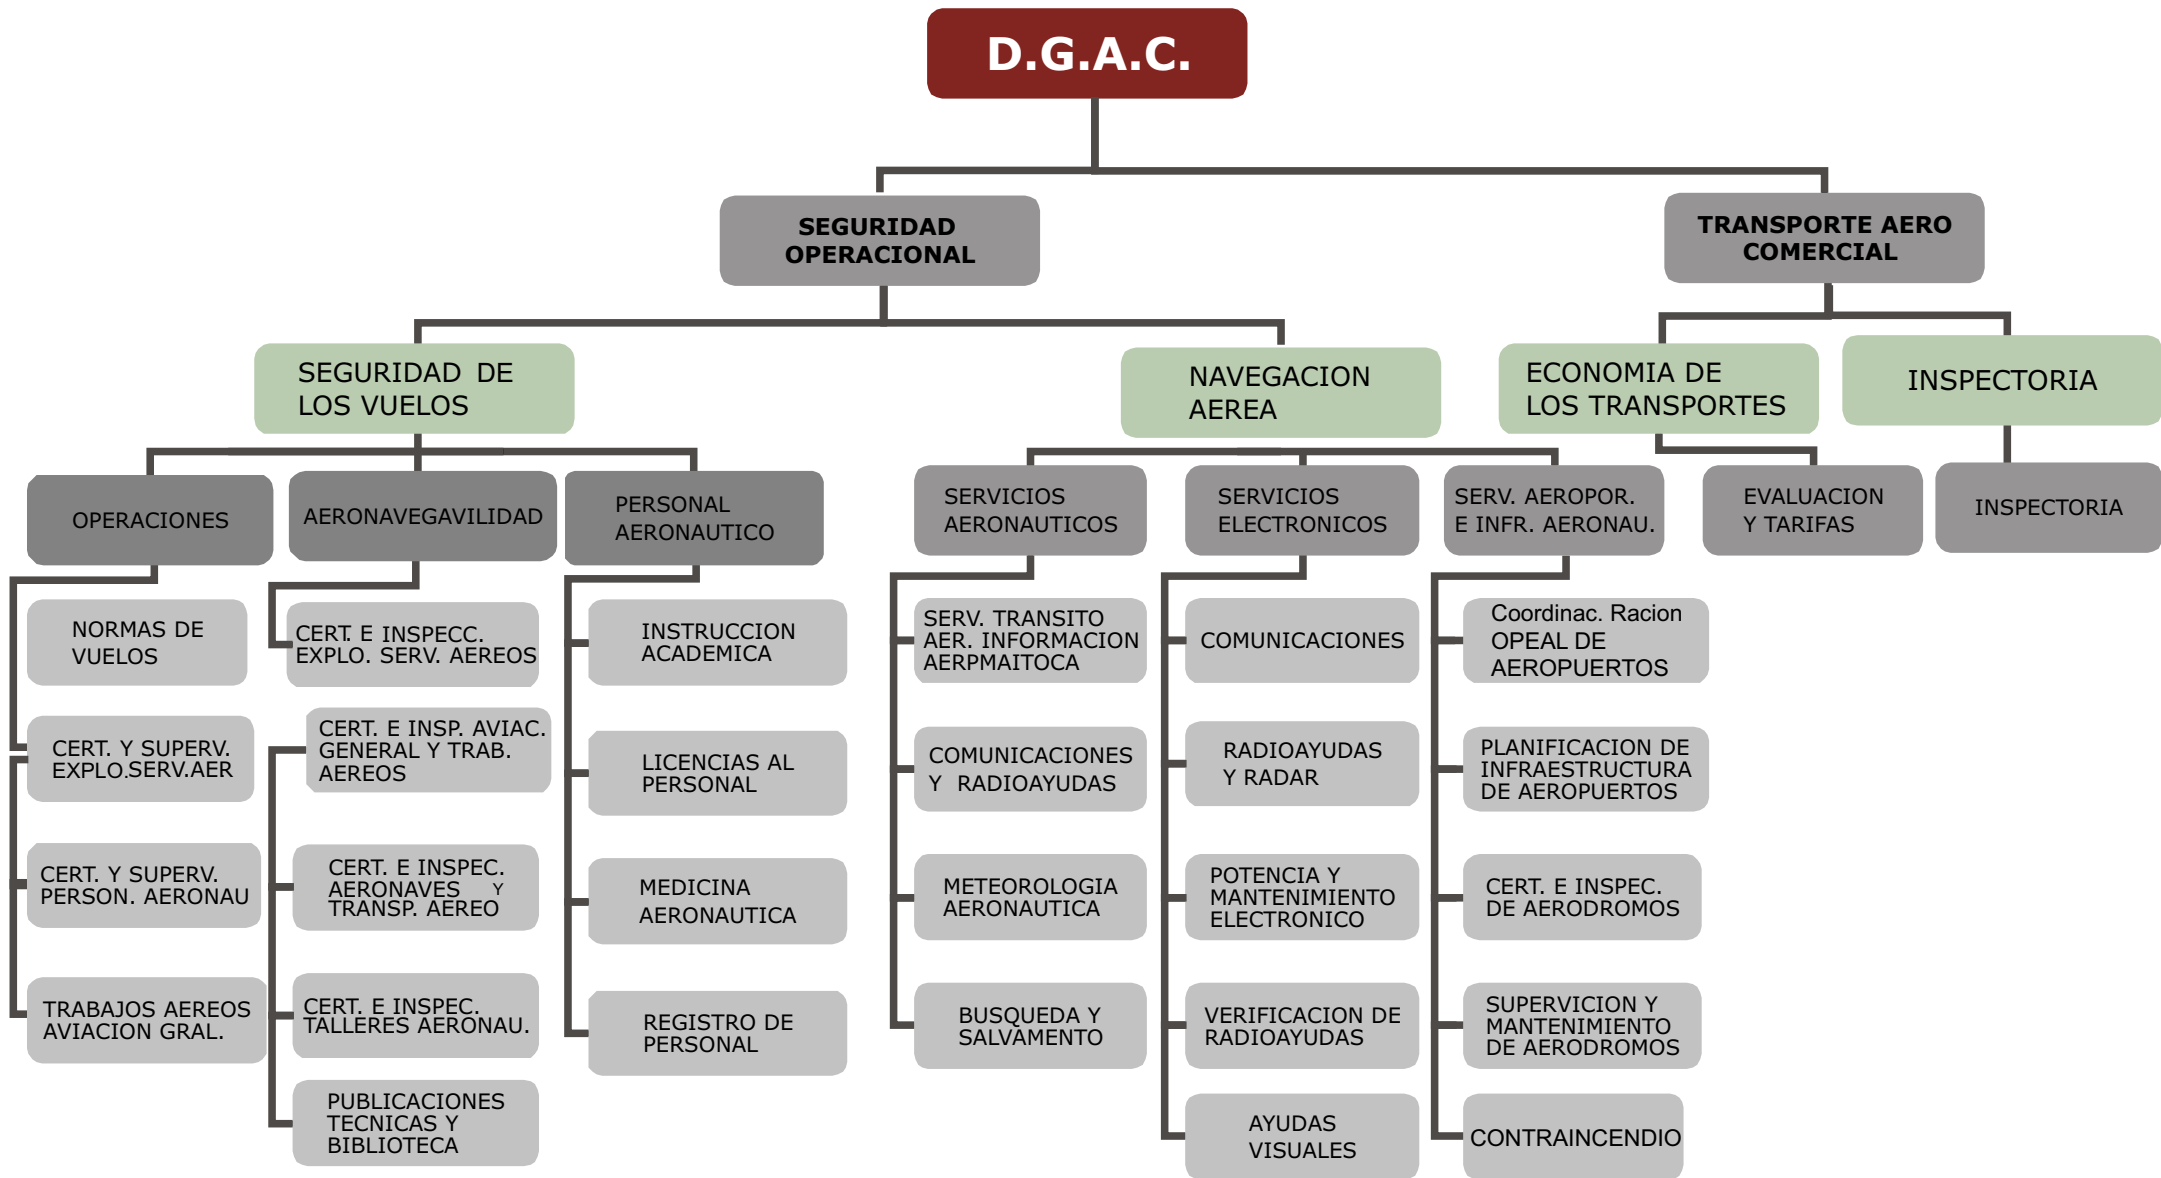 D.G.A.C.
SEGURIDAD
OPERACIONAL
TRANSPORTE AERO
COMERCIAL
SEGURIDAD DE
LOS VUELOS
NAVEGACION
AEREA
ECONOMIA DE
LOS TRANSPORTES
INSPECTORIA
OPERACIONES
AERONAVEGAVILIDAD
PERSONAL
AERONAUTICO
SERVICIOS
AERONAUTICOS
SERVICIOS
ELECTRONICOS
SERV. AEROPOR.
E INFR. AERONAU.
EVALUACION
Y TARIFAS
INSPECTORIA
NORMAS DE
VUELOS
CERT. E INSPECC.
EXPLO. SERV. AEREOS
INSTRUCCION
ACADEMICA
SERV. TRANSITO
AER. INFORMACION
AERPMAITOCA
COMUNICACIONES
Coordinac. Racion
OPEAL DE
AEROPUERTOS
CERT. Y SUPERV.
EXPLO.SERV.AER
CERT. E INSP. AVIAC.
GENERAL Y TRAB.
AEREOS
LICENCIAS AL
PERSONAL
COMUNICACIONES
Y RADIOAYUDAS
RADIOAYUDAS
Y RADAR
PLANIFICACION DE
INFRAESTRUCTURA
DE AEROPUERTOS
CERT. Y SUPERV.
PERSON. AERONAU
CERT. E INSPEC.
AERONAVES Y
TRANSP. AEREO
MEDICINA
AERONAUTICA
METEOROLOGIA
AERONAUTICA
POTENCIA Y
MANTENIMIENTO
ELECTRONICO
CERT. E INSPEC.
DE AERODROMOS
TRABAJOS AEREOS
AVIACION GRAL.
CERT. E INSPEC.
TALLERES AERONAU.
REGISTRO DE
PERSONAL
BUSQUEDA Y
SALVAMENTO
VERIFICACION DE
RADIOAYUDAS
SUPERVICION Y
MANTENIMIENTO
DE AERODROMOS
PUBLICACIONES
TECNICAS Y
BIBLIOTECA
AYUDAS
VISUALES
CONTRAINCENDIO